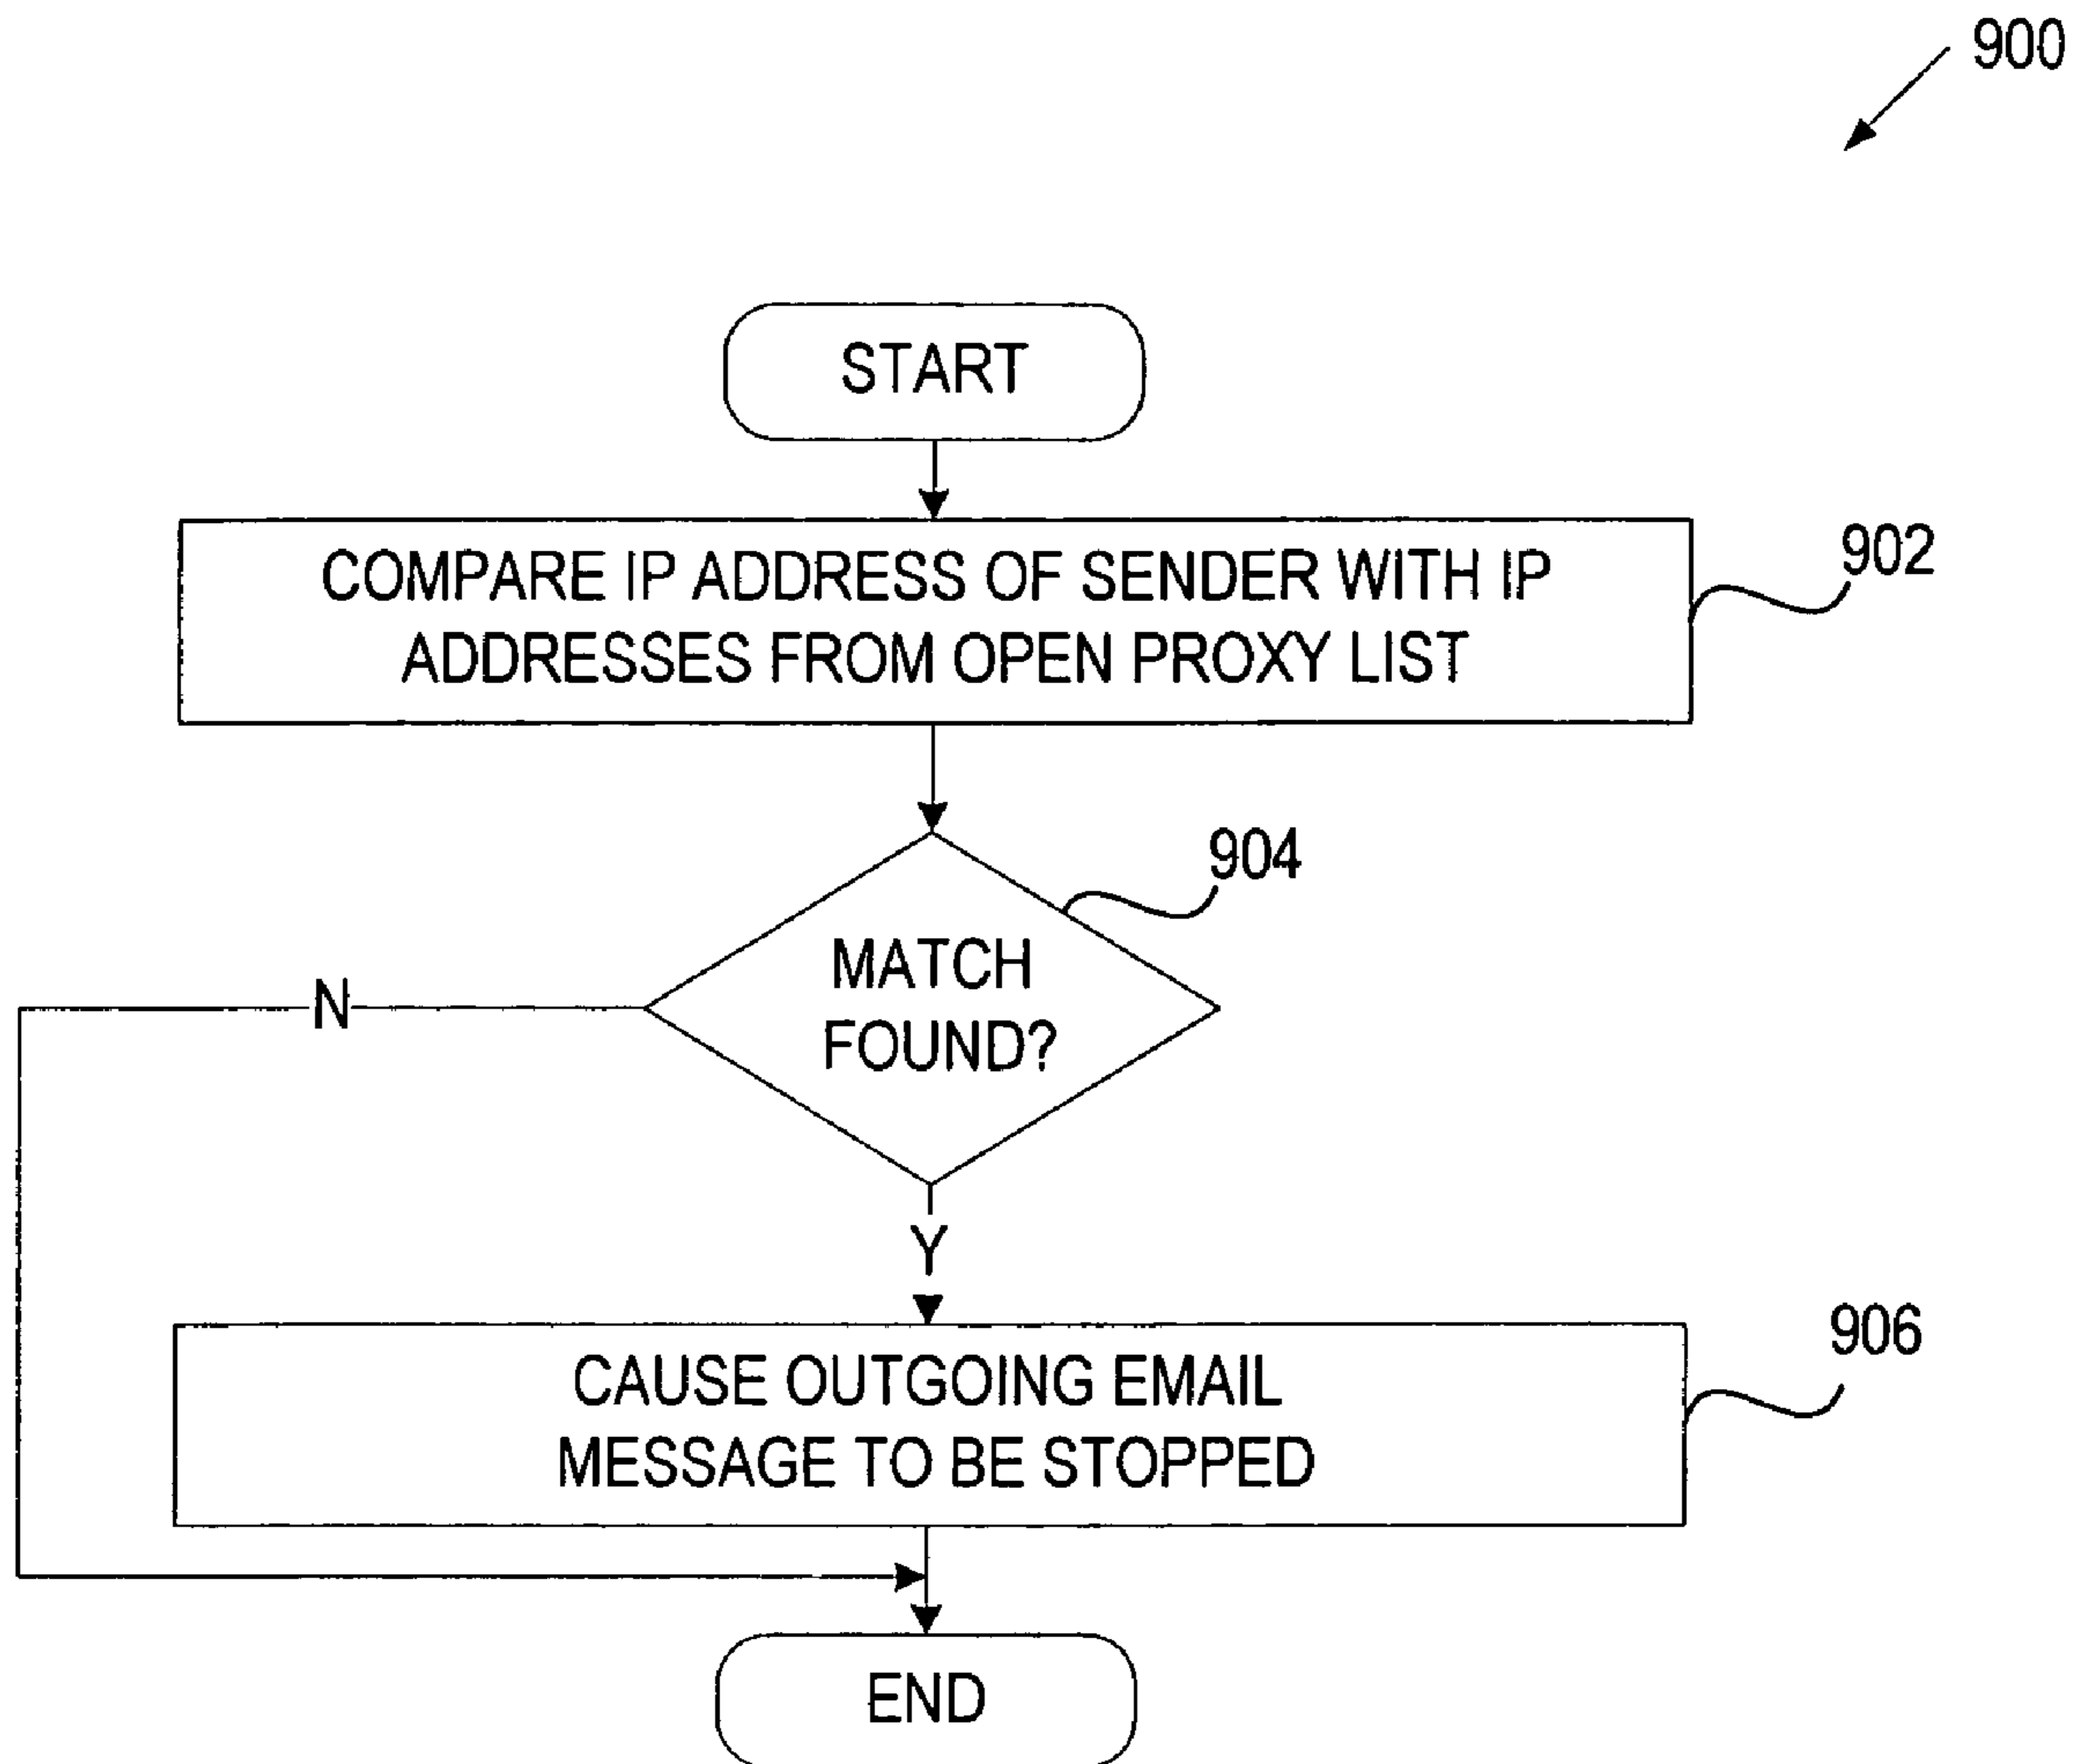 900
START
COMPARE IP ADDRESS OF SENDER WITH IP
ADDRESSES FROM OPEN PROXY LIST
902
904
MATCH
FOUND?
N
Y
906
CAUSE OUTGOING EMAIL
MESSAGE TO BE STOPPED
END